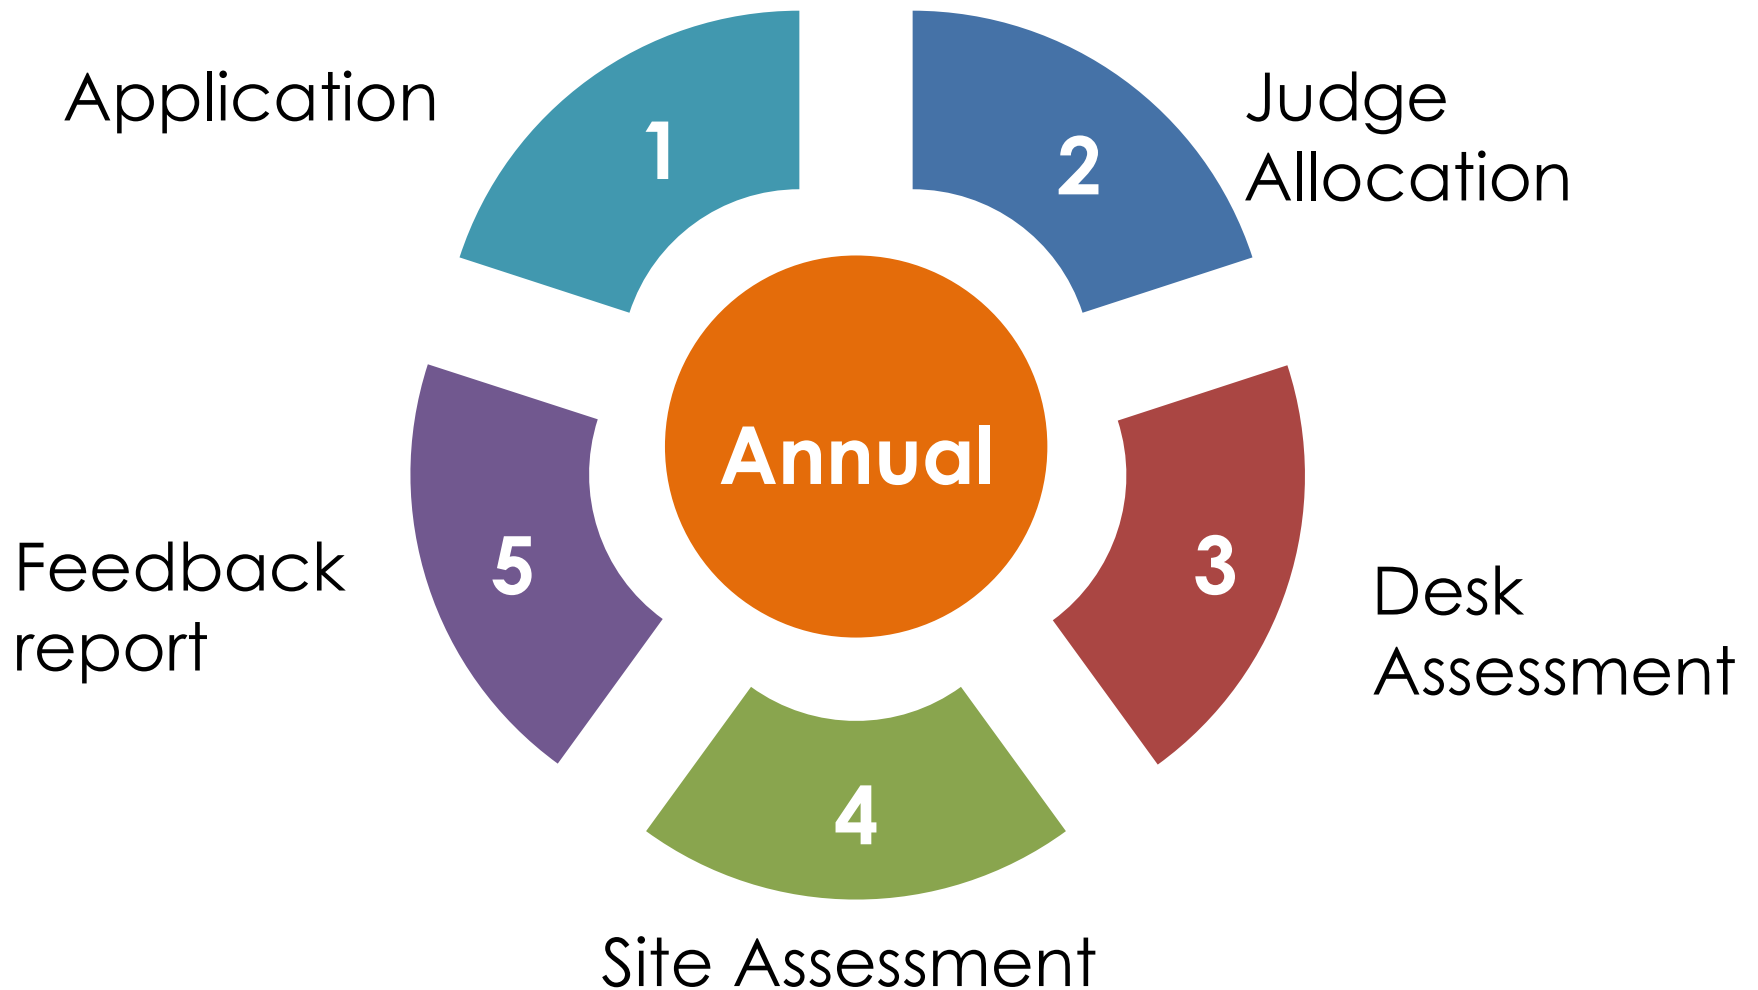 Application
1
2
Judge
Allocation
Annual
3
Desk
Assessment
4
Site Assessment
5
Feedback
report